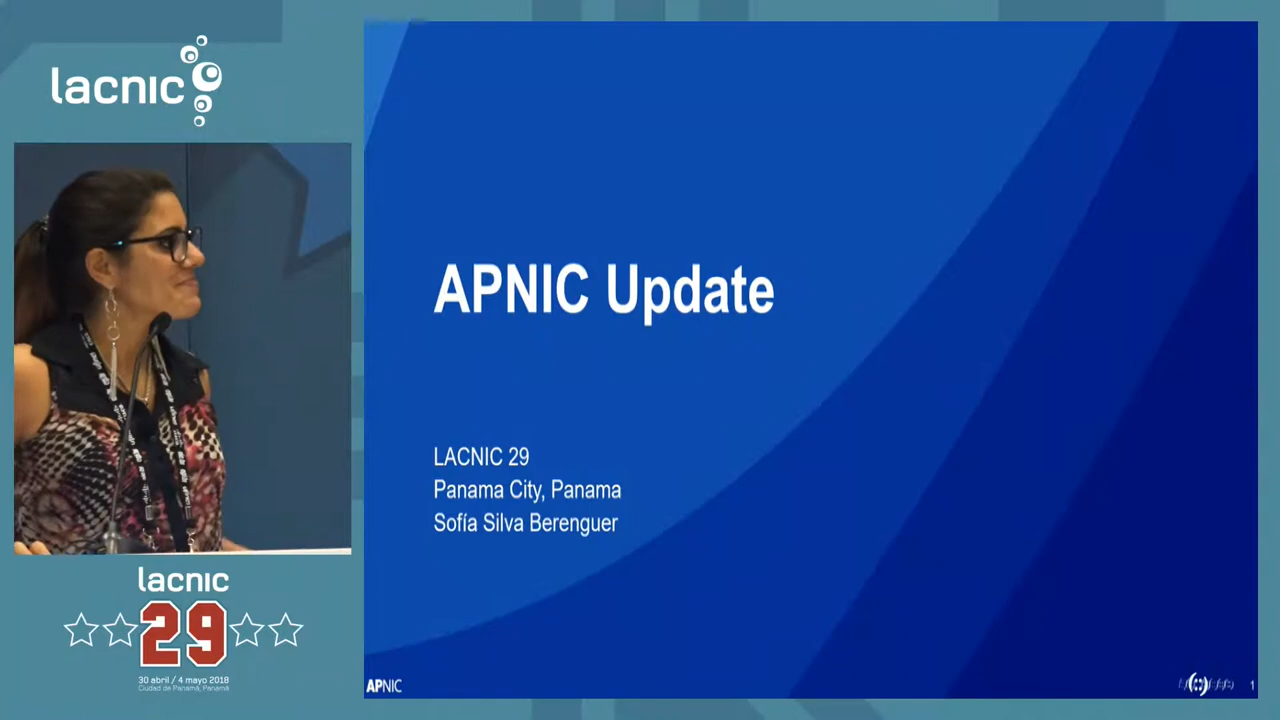 lacnic
APNIC Update
LACNIC 29
Panama City, Panama
Sofía Silva Berenguer
lacnic
29
30 abril / 4 mayo 2018
Ciudad de Panamá, Panamá
APNIC
1